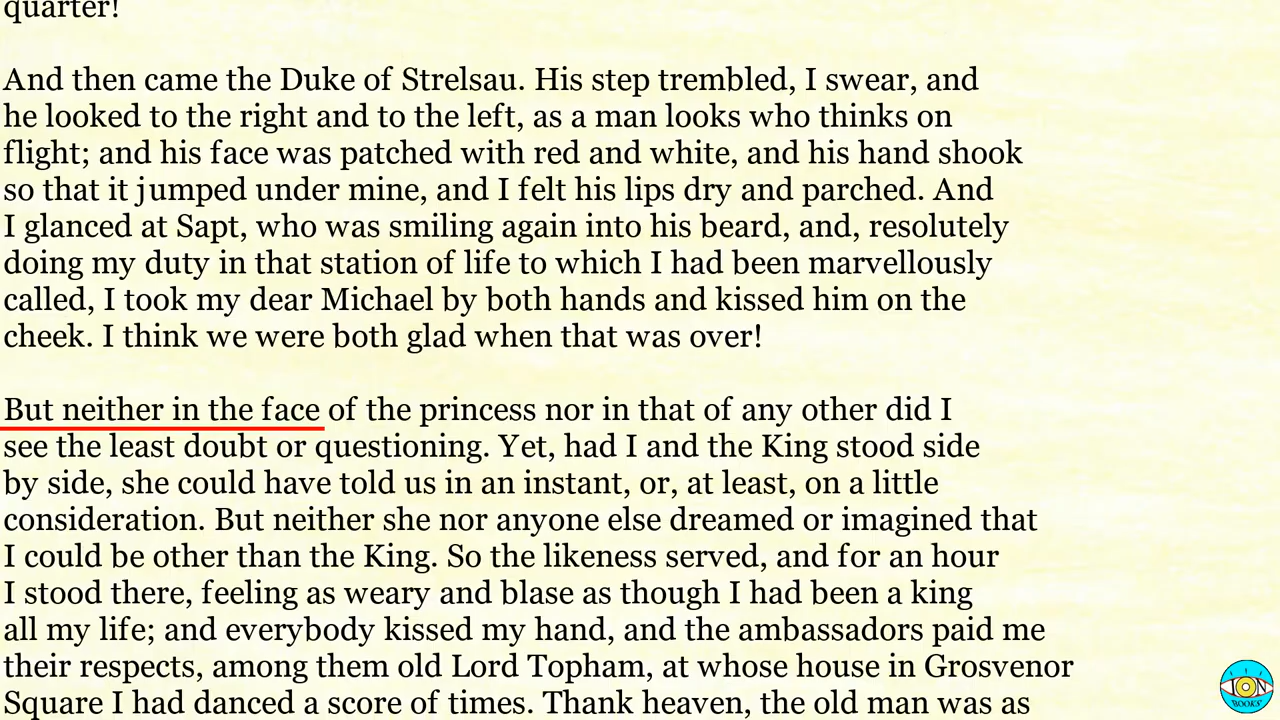 quarter!
And then came the Duke of Strelsau. His step trembled, I swear, and
he looked to the right and to the left, as a man looks who thinks on
flight; and his face was patched with red and white, and his hand shook
so that it jumped under mine, and I felt his lips dry and parched. And
I glanced at Sapt, who was smiling again into his beard, and, resolutely
doing my duty in that station of life to which I had been marvellously
called, I took my dear Michael by both hands and kissed him on the
cheek. I think we were both glad when that was over!
But neither in the face of the princess nor in that of any other did I
see the least doubt or questioning. Yet, had I and the King stood side
by side, she could have told us in an instant, or, at least, on a little
consideration. But neither she nor anyone else dreamed or imagined that
I could be other than the King. So the likeness served, and for an hour
I stood there, feeling as weary and blase as though I had been a king
all my life; and everybody kissed my hand, and the ambassadors paid me
their respects, among them old Lord Topham, at whose house in Grosvenor
Square I had danced a score of times. Thank heaven, the old man was as
ION
BOOKS